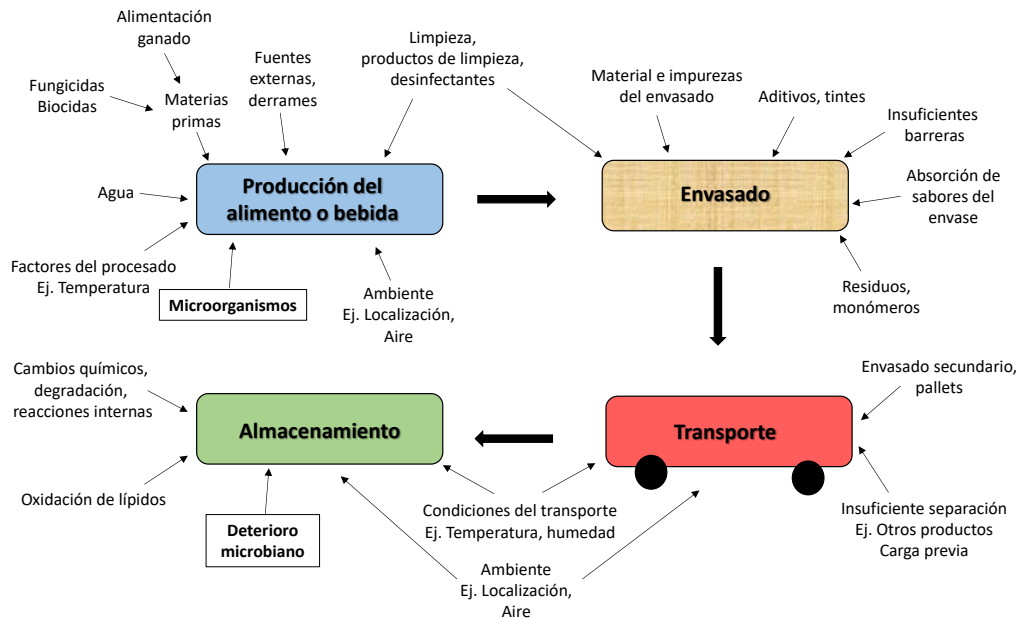 Alimentación
ganado
Fungicidas
Biocidas
Materias
primas
Fuentes
externas,
derrames
Limpieza,
productos de limpieza,
desinfectantes
Material e impurezas
del envasado
Aditivos, tintes
Insuficientes
barreras
Agua
Producción del
alimento o bebida
Envasado
Absorción de
sabores del
envase
Factores del procesado
Ej. Temperatura
Microorganismos
Ambiente
Ej. Localización,
Aire
Residuos,
monómeros
Cambios químicos,
degradación,
reacciones internas
Almacenamiento
Transporte
Envasado secundario,
pallets
Oxidación de lípidos
Deterioro
microbiano
Condiciones del transporte
Ej. Temperatura, humedad
Insuficiente separación
Ej. Otros productos
Carga previa
Ambiente
Ej. Localización,
Aire